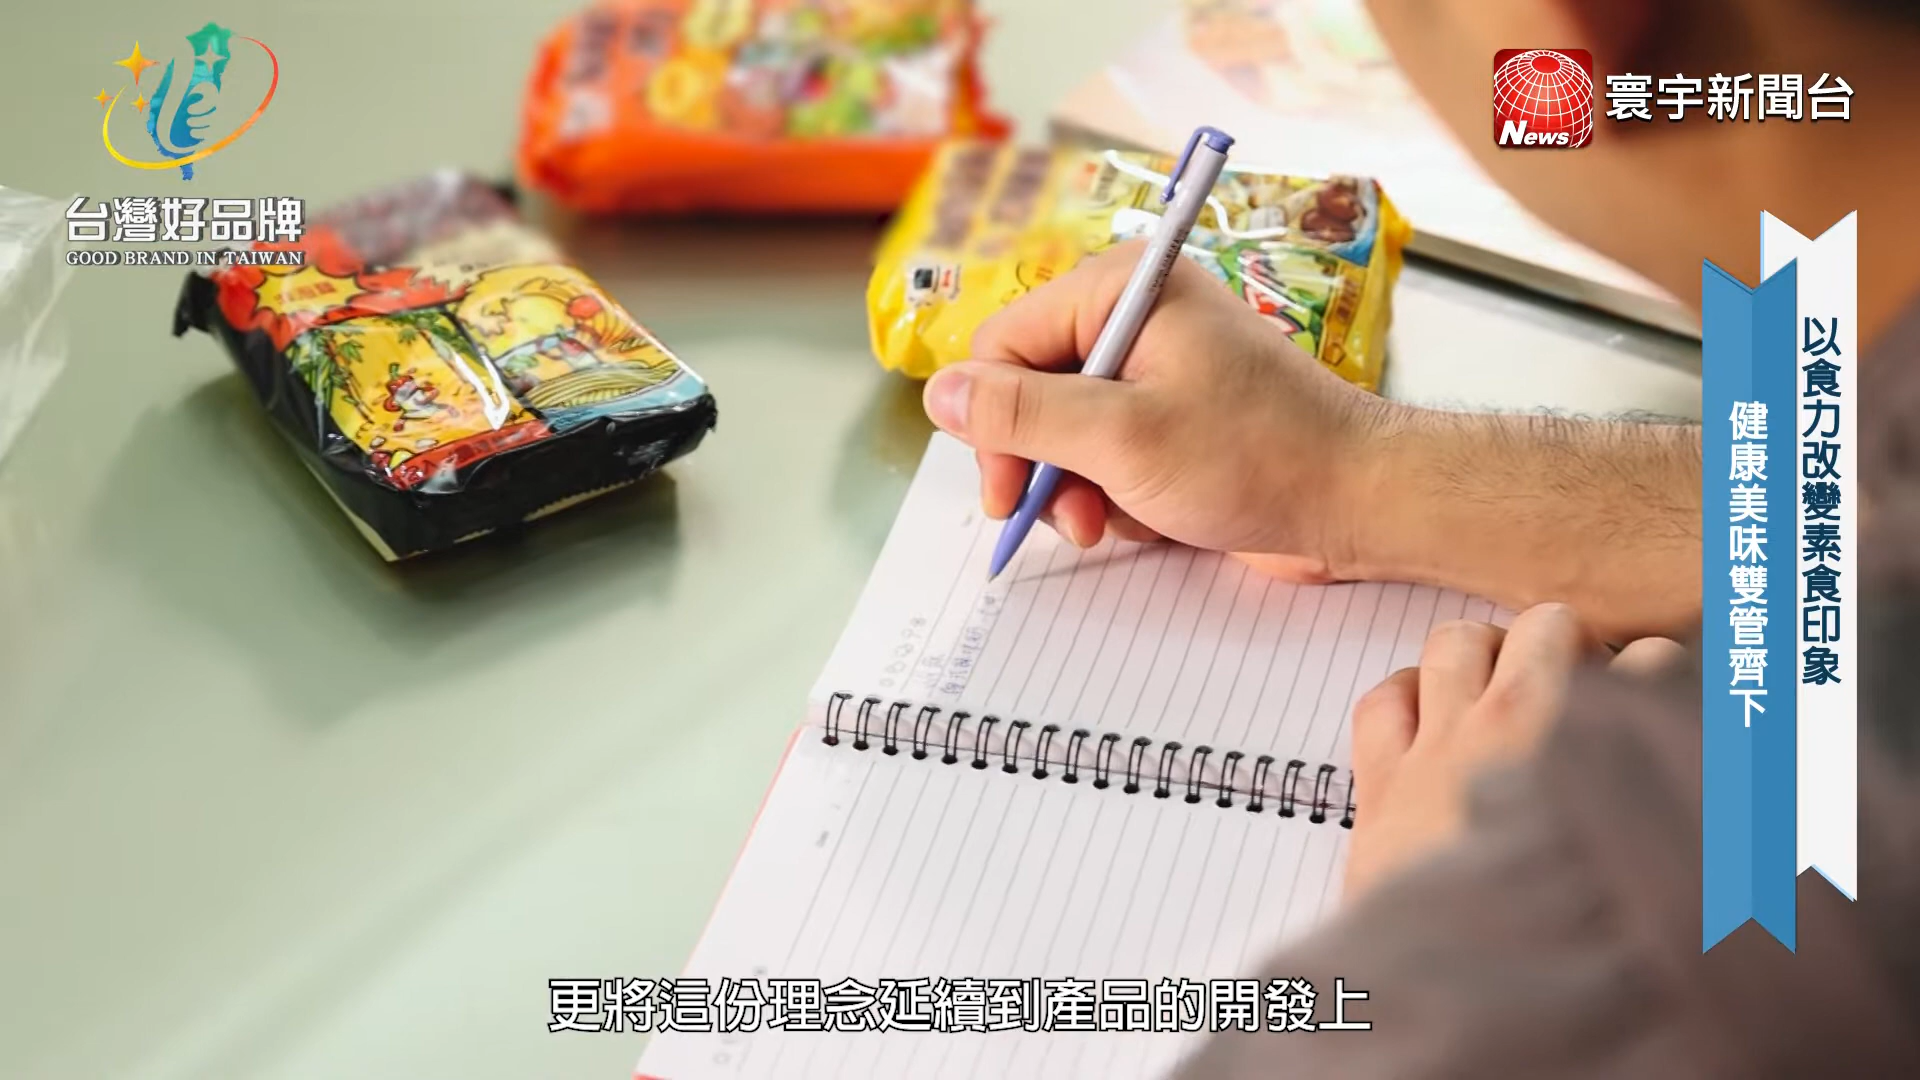 台灣好品牌
GOOD BRAND IN TAIWAN
News
寰宇新聞台
以食力改變素食印象
健康美味雙管齊下
更將這份理念延續到產品的開發上